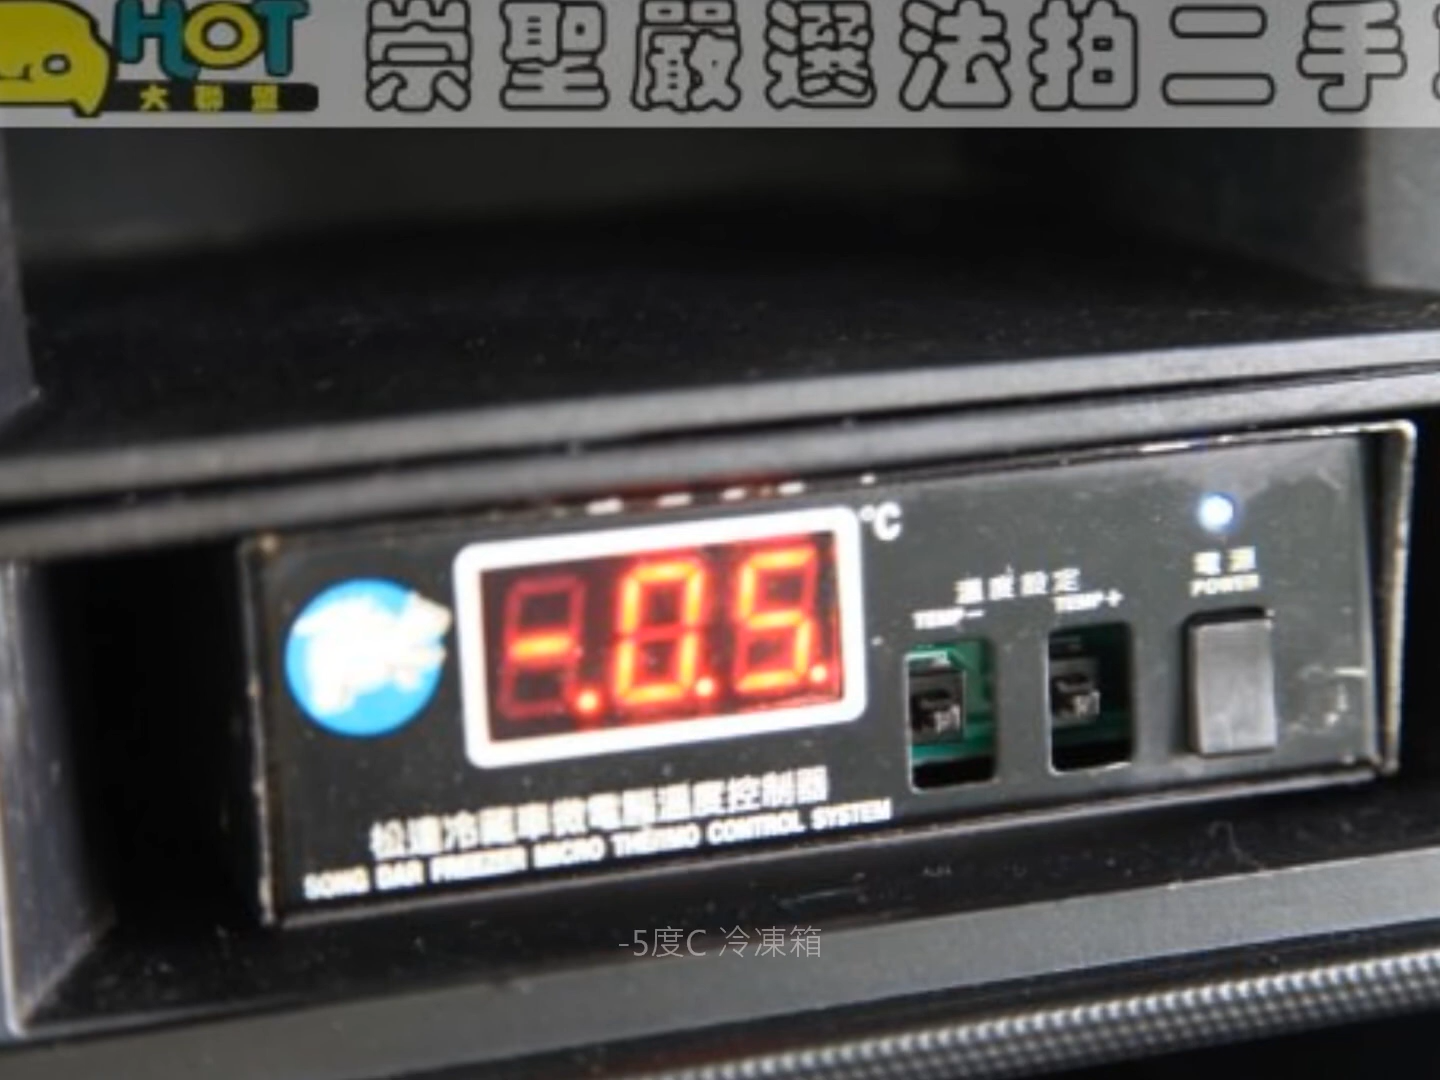 HOT
大聯盟
崇聖嚴選法拍二手
°C
-.0.5.
電源
POWER
溫度設定
TEMP- TEMP+
松達冷藏車微電腦溫度控制器
SONG DAR FREEZER MICRO THERMO CONTROL SYSTEM
-5度C 冷凍箱